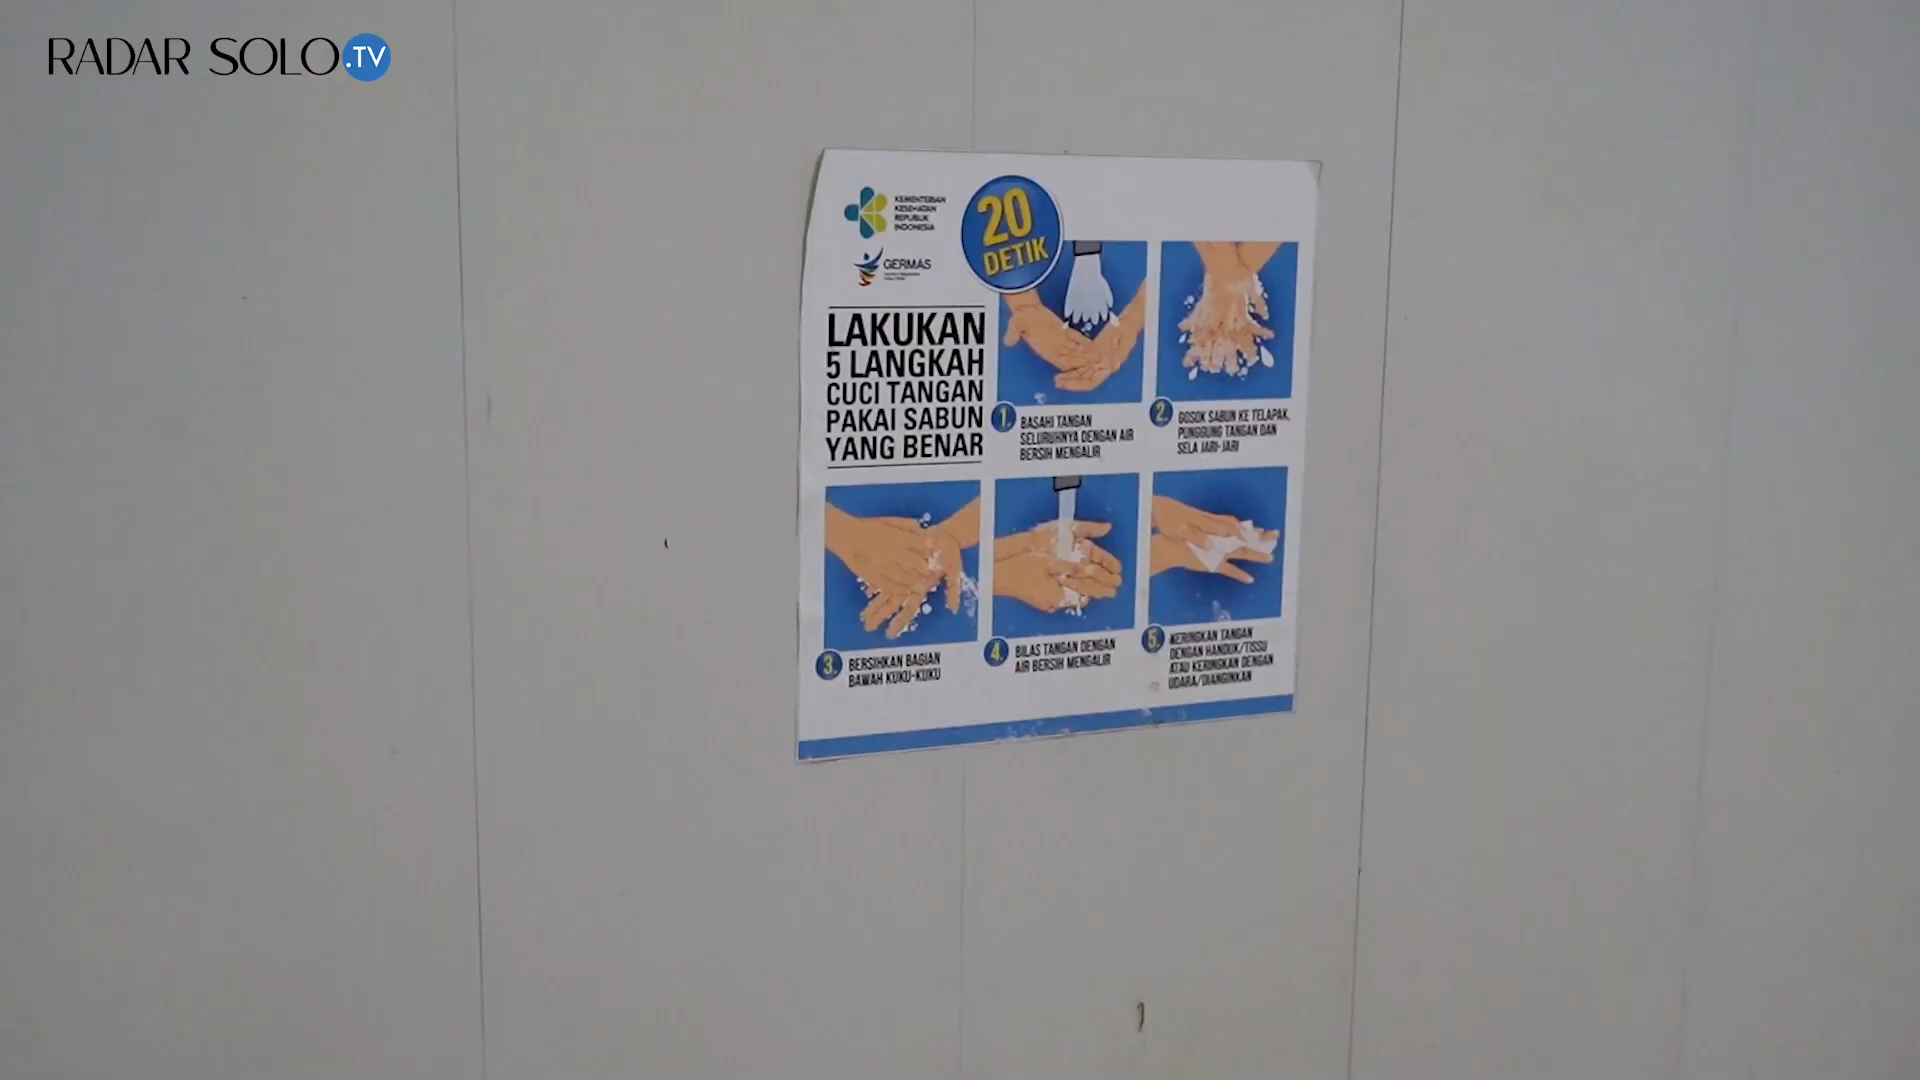 RADAR SOLO.TV
KEMENTERIAN
KESEHATAN
REPUBLIK
INDONESIA
GERMAS
20
DETIK
LAKUKAN
5 LANGKAH
CUCI TANGAN
PAKAI SABUN
YANG BENAR
1. BASAHI TANGAN
SELURUHNYA DENGAN AIR
BERSIH MENGALIR
2. GOSOK SABUN KE TELAPAK,
PUNGGUNG TANGAN DAN
SELA JARI-JARI
3. BERSIHKAN BAGIAN
BAWAH KUKU-KUKU
4. BILAS TANGAN DENGAN
AIR BERSIH MENGALIR
5. KERINGKAN TANGAN
DENGAN HANDUK/TISSU
ATAU KERINGKAN DENGAN
UDARA/DIANGINKAN